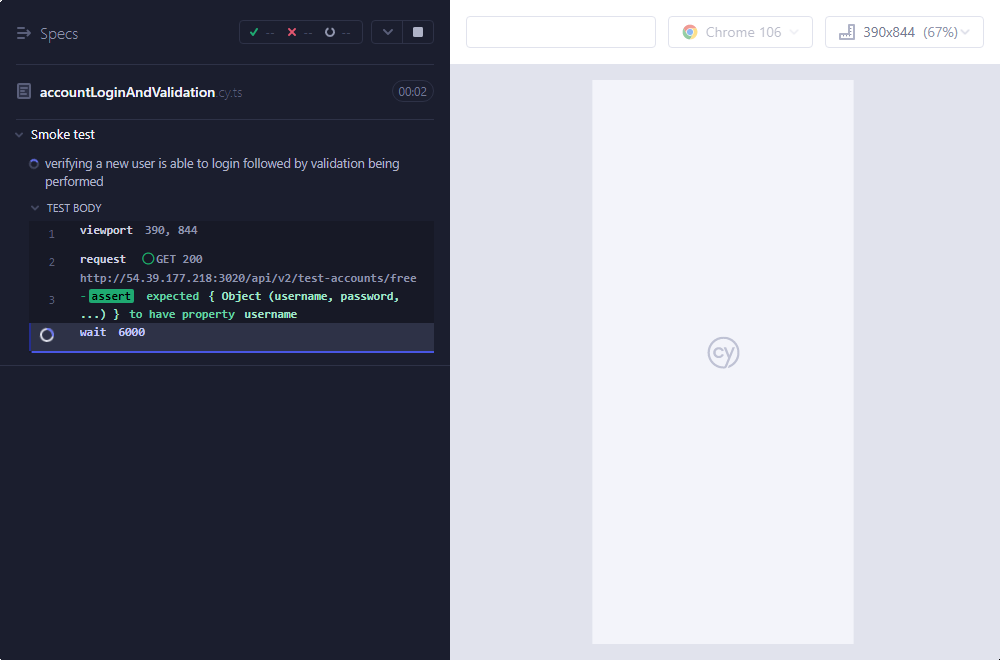 Specs
-- -- --
accountLoginAndValidation.cy.ts
00:02
Smoke test
verifying a new user is able to login followed by validation being
performed
TEST BODY
1 viewport 390, 844
2 request GET 200
http://54.39.177.218:3020/api/v2/test-accounts/free
3 -assert expected { Object (username, password,
...) } to have property username
wait 6000
Chrome 106
390x844 (67%)
cy